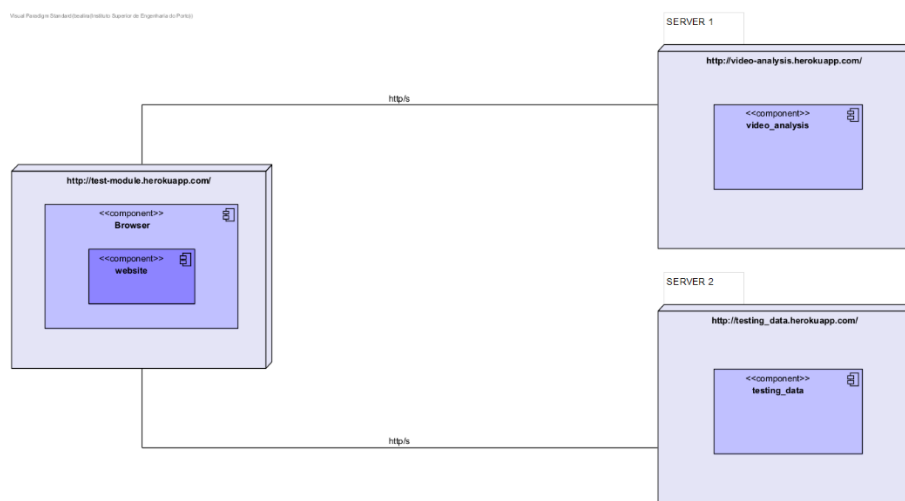 Visual Paradigm Standard(beatriz(Instituto Superior de Engenharia do Porto))
SERVER 1
http://video-analysis.herokuapp.com/
http/s
<<component>>
video_analysis
http://test-module.herokuapp.com/
<<component>>
Browser
<<component>>
website
SERVER 2
http://testing_data.herokuapp.com/
<<component>>
testing_data
http/s